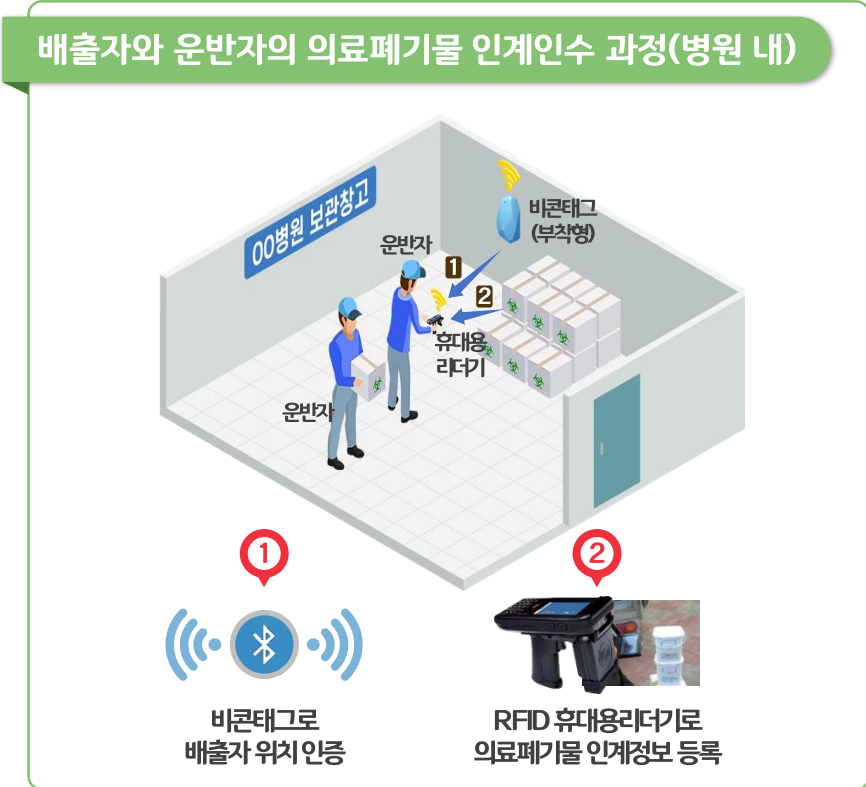 배출자와 운반자의 의료폐기물 인계인수 과정(병원 내)
OO병원 보관창고
비콘태그
(부착형)
운반자
1
2
휴대용
리더기
운반자
1
2
비콘태그로
배출자 위치 인증
RFID 휴대용리더기로
의료폐기물 인계정보 등록